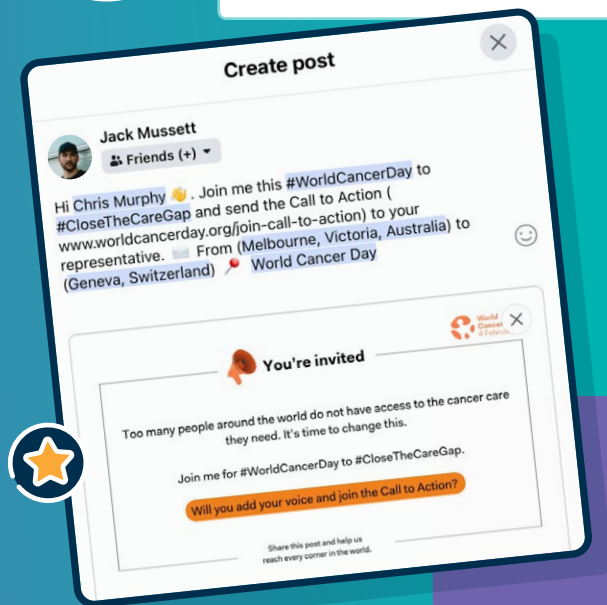 Create post
Jack Mussett
Friends (+)
Hi Chris Murphy 👋 . Join me this #WorldCancerDay to
#CloseTheCareGap and send the Call to Action (
www.worldcancerday.org/join-call-to-action) to your
representative. ✉️ From (Melbourne, Victoria, Australia) to
(Geneva, Switzerland) 📍 World Cancer Day
World
Cancer
You're invited
Too many people around the world do not have access to the cancer care
they need. It's time to change this.
Join me for #WorldCancerDay to #CloseTheCareGap.
Will you add your voice and join the Call to Action?
Share this post and help us
reach every corner in the world.